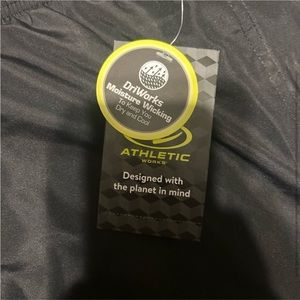 DriWorks
Moisture Wicking
To Keep You
Dry and Cool
ATHLETIC
WORKS
Designed with
the planet in mind